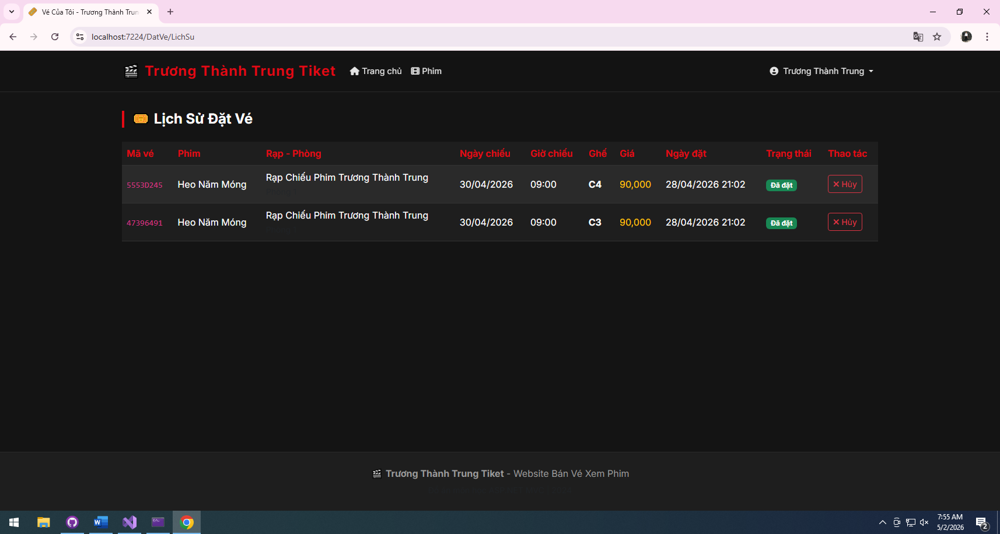 Vé Của Tôi - Trương Thành Trun
localhost:7224/DatVe/LichSu
Trương Thành Trung Tiket
Trang chủ
Phim
Trương Thành Trung
Lịch Sử Đặt Vé
Mã vé Phim Rạp - Phòng Ngày chiếu Giờ chiếu Ghế Giá Ngày đặt Trạng thái Thao tác
5553D245 Heo Năm Móng Rạp Chiếu Phim Trương Thành Trung 30/04/2026 09:00 C4 90,000 28/04/2026 21:02 Đã đặt Hủy
Phòng 1
47396491 Heo Năm Móng Rạp Chiếu Phim Trương Thành Trung 30/04/2026 09:00 C3 90,000 28/04/2026 21:02 Đã đặt Hủy
Phòng 1
Trương Thành Trung Tiket - Website Bán Vé Xem Phim
7:55 AM
5/2/2026
2